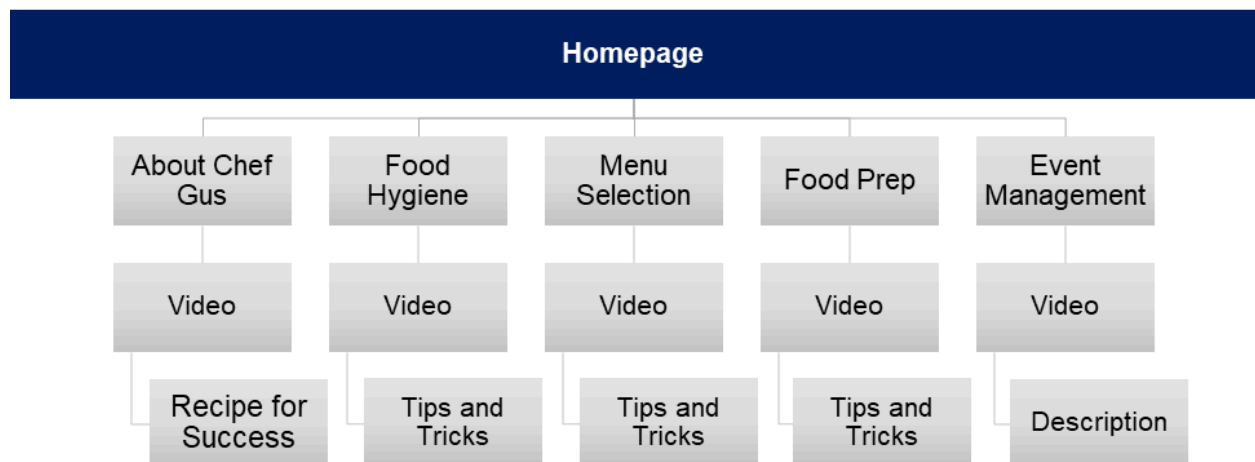 Homepage
About Chef
Gus
Food
Hygiene
Menu
Selection
Food Prep
Event
Management
Video
Video
Video
Video
Video
Recipe for
Success
Tips and
Tricks
Tips and
Tricks
Tips and
Tricks
Description